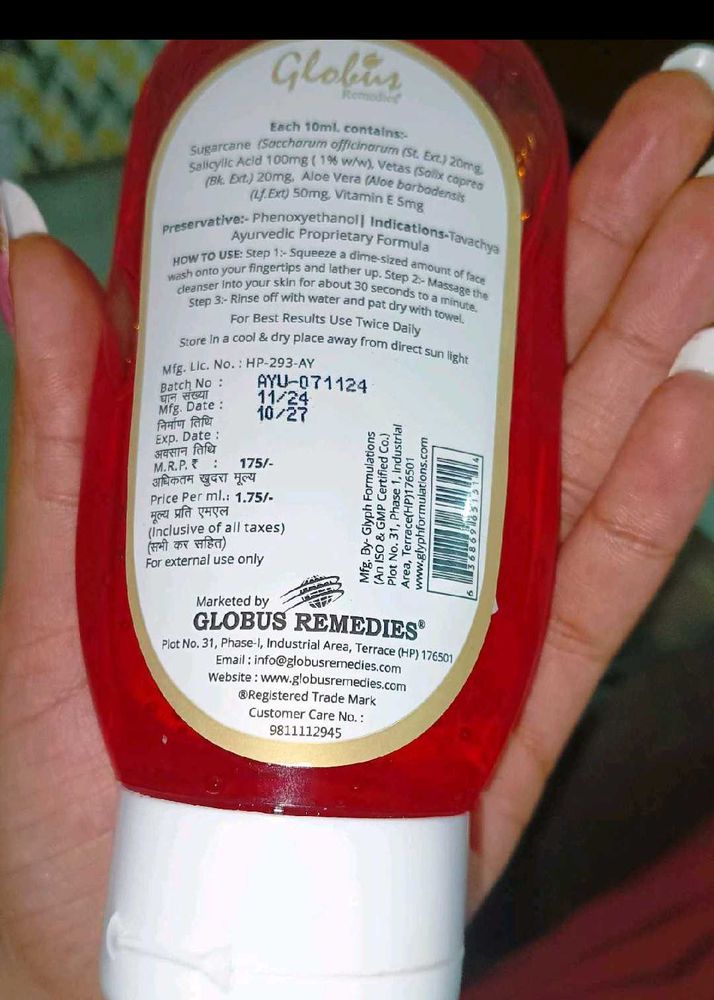 Globus
Remedies®
Each 10ml. contains:-
Sugarcane (Saccharum officinarum (St. Ext.) 20mg,
Salicylic Acid 100mg ( 1% w/w), Vetas (Salix caprea
(Bk. Ext.) 20mg, Aloe Vera (Aloe barbadensis
(Lf.Ext) 50mg, Vitamin E 5mg
Preservative:- Phenoxyethanol| Indications-Tavachya
Ayurvedic Proprietary Formula
HOW TO USE: Step 1:- Squeeze a dime-sized amount of face
wash onto your fingertips and lather up. Step 2:- Massage the
cleanser into your skin for about 30 seconds to a minute.
Step 3:- Rinse off with water and pat dry with towel.
For Best Results Use Twice Daily
Store in a cool & dry place away from direct sun light
Mfg. Lic. No. : HP-293-AY
Batch No : AYU-071124
घान संख्या
Mfg. Date : 11/24
निर्माण तिथि
Exp. Date : 10/27
अवसान तिथि
M.R.P. ₹ : 175/-
अधिकतम खुदरा मूल्य
Price Per ml.: 1.75/-
मूल्य प्रति एमएल
(Inclusive of all taxes)
(सभी कर सहित)
For external use only
Mfg. By- Glyph Formulations
(An ISO & GMP Certified Co.)
Plot No. 31, Phase 1, Industrial
Area, Terrace(HP)176501
www.glyphformulations.com
Marketed by
GLOBUS REMEDIES®
Plot No. 31, Phase-I, Industrial Area, Terrace (HP) 176501
Email : info@globusremedies.com
Website : www.globusremedies.com
®Registered Trade Mark
Customer Care No. :
9811112945